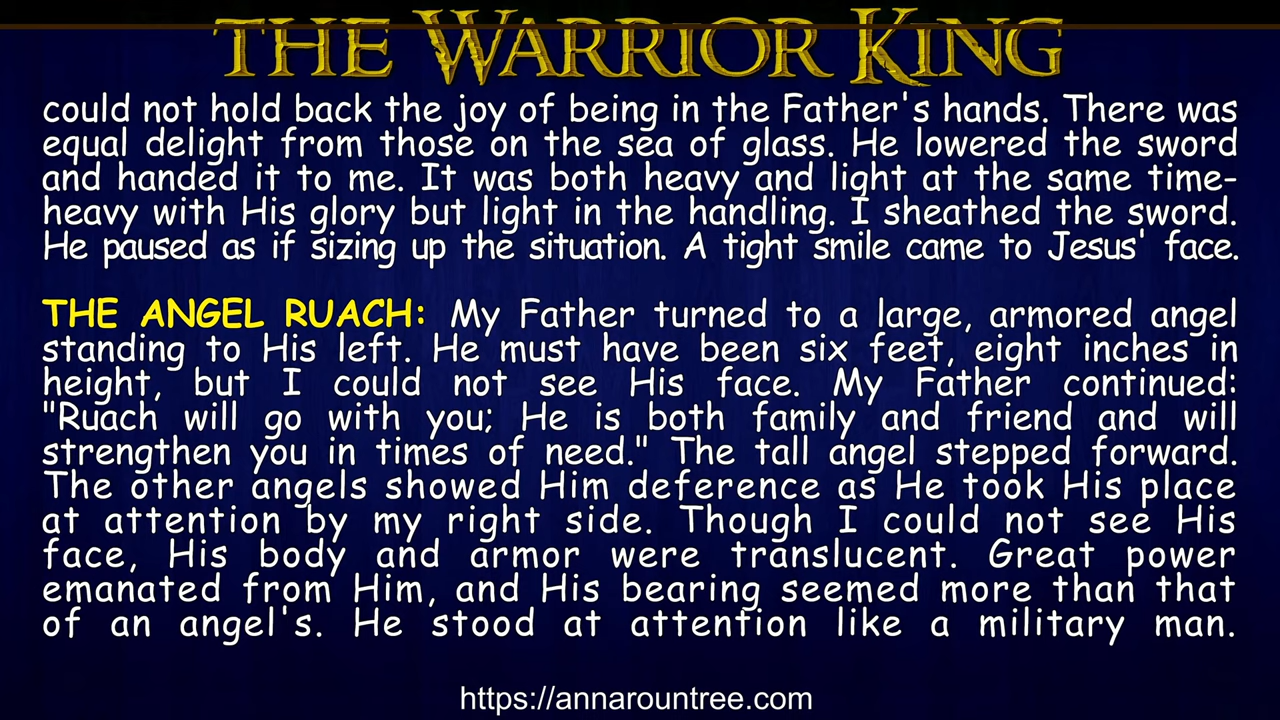 THE WARRIOR KING
could not hold back the joy of being in the Father's hands. There was
equal delight from those on the sea of glass. He lowered the sword
and handed it to me. It was both heavy and light at the same time-
heavy with His glory but light in the handling. I sheathed the sword.
He paused as if sizing up the situation. A tight smile came to Jesus' face.
THE ANGEL RUACH: My Father turned to a large, armored angel
standing to His left. He must have been six feet, eight inches in
height, but I could not see His face. My Father continued:
"Ruach will go with you; He is both family and friend and will
strengthen you in times of need." The tall angel stepped forward.
The other angels showed Him deference as He took His place
at attention by my right side. Though I could not see His
face, His body and armor were translucent. Great power
emanated from Him, and His bearing seemed more than that
of an angel's. He stood at attention like a military man.
https://annarountree.com